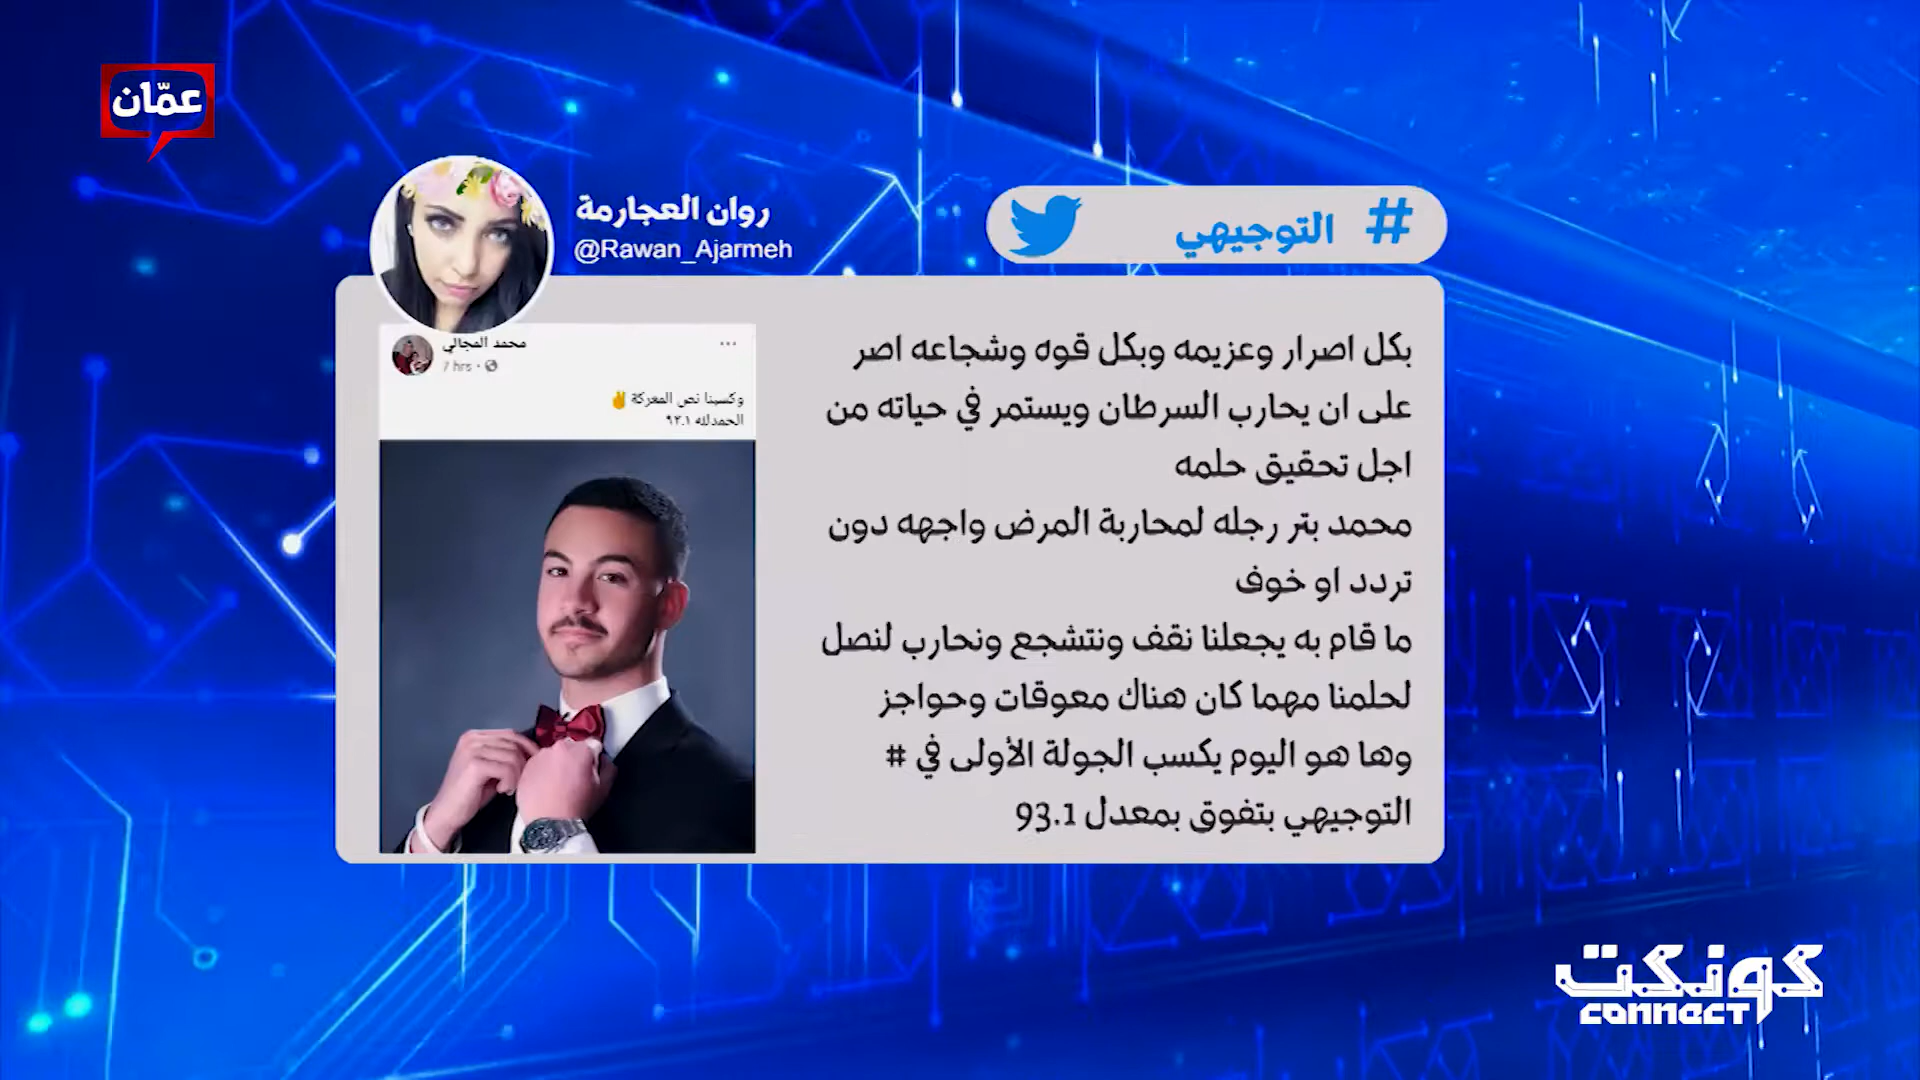 عمّان
روان العجارمة
@Rawan_Ajarmeh
# التوجيهي
محمد المجالي
7 hrs
وكسبنا نص المعركة ✌
الحمدلله ٩٣.١
بكل اصرار وعزيمه وبكل قوه وشجاعه اصر
على ان يحارب السرطان ويستمر في حياته من
اجل تحقيق حلمه
محمد بتر رجله لمحاربة المرض واجهه دون
تردد او خوف
ما قام به يجعلنا نقف ونتشجع ونحارب لنصل
لحلمنا مهما كان هناك معوقات وحواجز
وها هو اليوم يكسب الجولة الأولى في #
التوجيهي بتفوق بمعدل 93.1
كونكت
connect